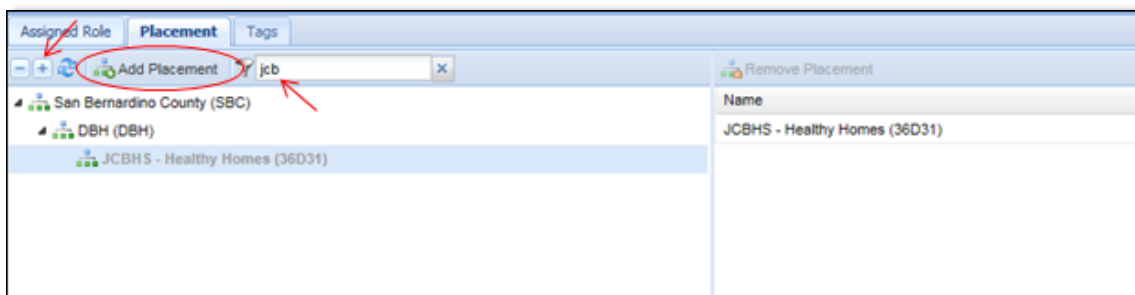 Assigned Role Placement Tags
Add Placement jcb Remove Placement
San Bernardino County (SBC) Name
DBH (DBH) JCBHS - Healthy Homes (36D31)
JCBHS - Healthy Homes (36D31)